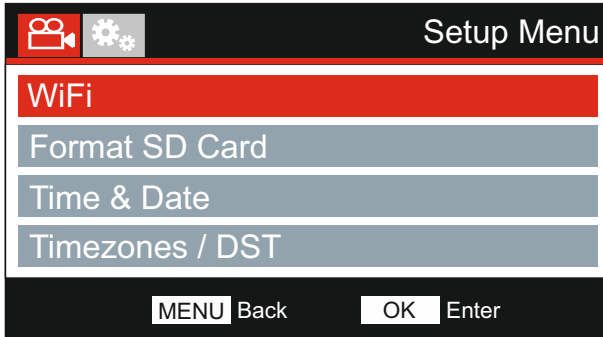 Setup Menu
WiFi
Format SD Card
Time & Date
Timezones / DST
MENU Back OK Enter